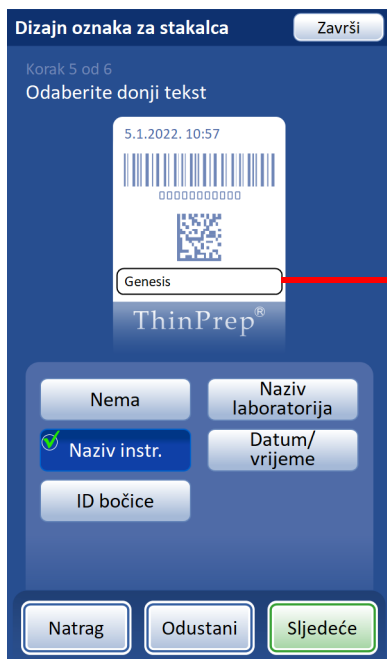 Dizajn oznaka za stakalca
Završi
Korak 5 od 6
Odaberite donji tekst
5.1.2022. 10:57
00000000000
Genesis
ThinPrep®
Nema
Naziv
laboratorija
Naziv instr.
Datum/
vrijeme
ID bočice
Natrag
Odustani
Sljedeće